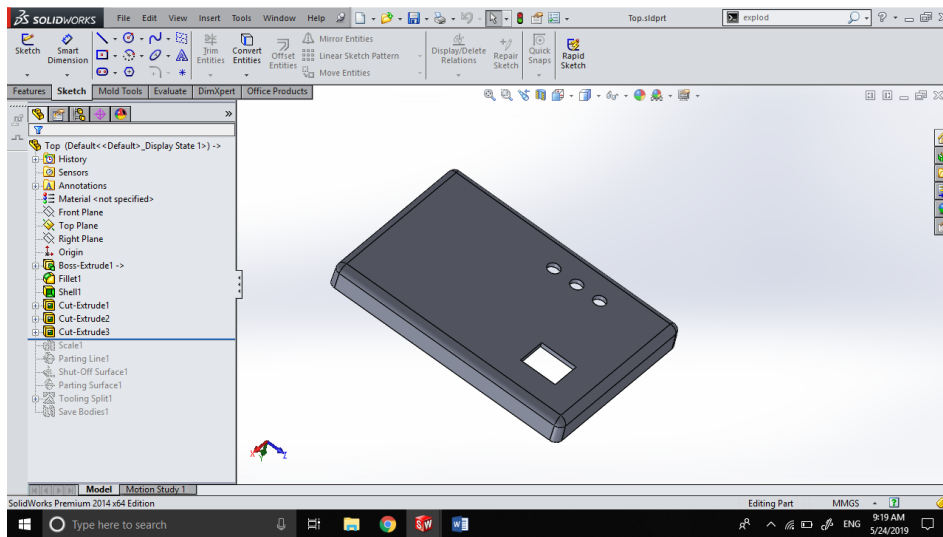 SOLIDWORKS File Edit View Insert Tools Window Help Top.sldprt explod
Sketch Smart Dimension Trim Entities Convert Entities Offset Entities Mirror Entities Linear Sketch Pattern Move Entities Display/Delete Relations Repair Sketch Quick Snaps Rapid Sketch
Features Sketch Mold Tools Evaluate DimXpert Office Products
Top (Default<<Default>_Display State 1>) ->
History
Sensors
Annotations
Material <not specified>
Front Plane
Top Plane
Right Plane
Origin
Boss-Extrude1 ->
Fillet1
Shell1
Cut-Extrude1
Cut-Extrude2
Cut-Extrude3
Scale1
Parting Line1
Shut-Off Surface1
Parting Surface1
Tooling Split1
Save Bodies1
X Y Z
Model Motion Study 1
SolidWorks Premium 2014 x64 Edition Editing Part MMGS
Type here to search ENG 9:19 AM
5/24/2019